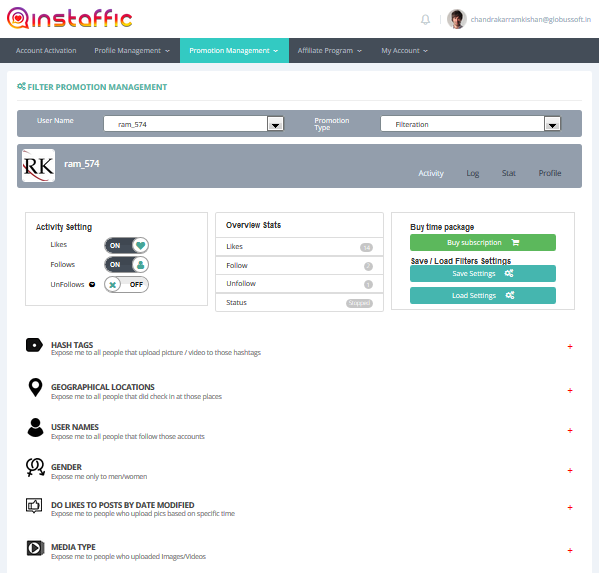 instaffic
chandrakarramkishan@globussoft.in
Account Activation Profile Management Promotion Management Affiliate Program My Account
FILTER PROMOTION MANAGEMENT
User Name ram_574 Promotion Type Filteration
RK ram_574
Activity Log Stat Profile
Activity Setting
Likes ON
Follows ON
UnFollows OFF
Overview Stats
Likes 14
Follow 2
Unfollow 1
Status Stopped
Buy time package
Buy subscription
Save / Load Filters Settings
Save Settings
Load Settings
HASH TAGS
Expose me to all people that upload picture / video to those hashtags
GEOGRAPHICAL LOCATIONS
Expose me to all people that did check in at those places
USER NAMES
Expose me to all people that follow those accounts
GENDER
Expose me only to men/women
DO LIKES TO POSTS BY DATE MODIFIED
Expose me to people who upload pics based on specific time
MEDIA TYPE
Expose me to people who uploaded Images/Videos